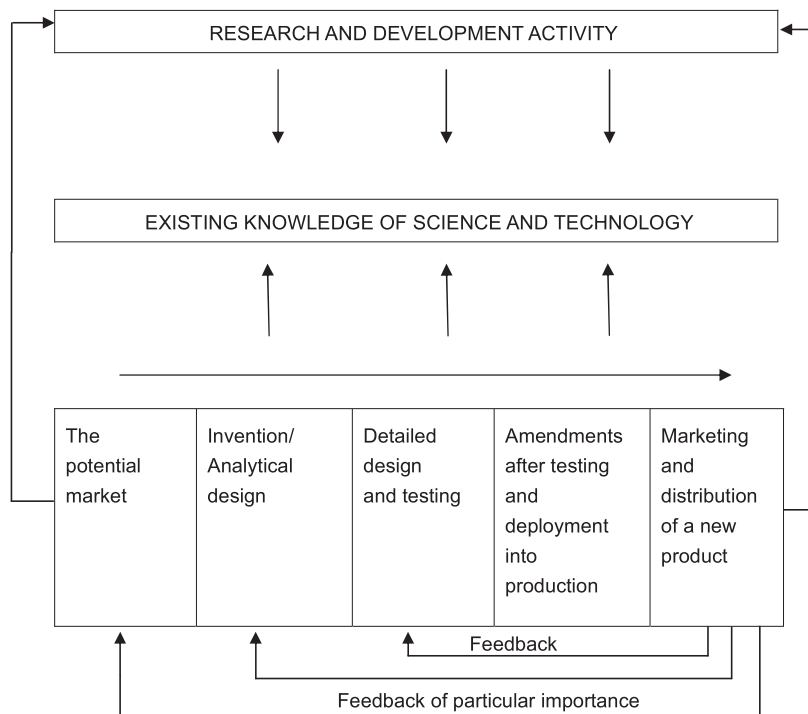 RESEARCH AND DEVELOPMENT ACTIVITY
EXISTING KNOWLEDGE OF SCIENCE AND TECHNOLOGY
The
potential
market
Invention/
Analytical
design
Detailed
design
and testing
Amendments
after testing
and
deployment
into
production
Marketing
and
distribution
of a new
product
Feedback
Feedback of particular importance